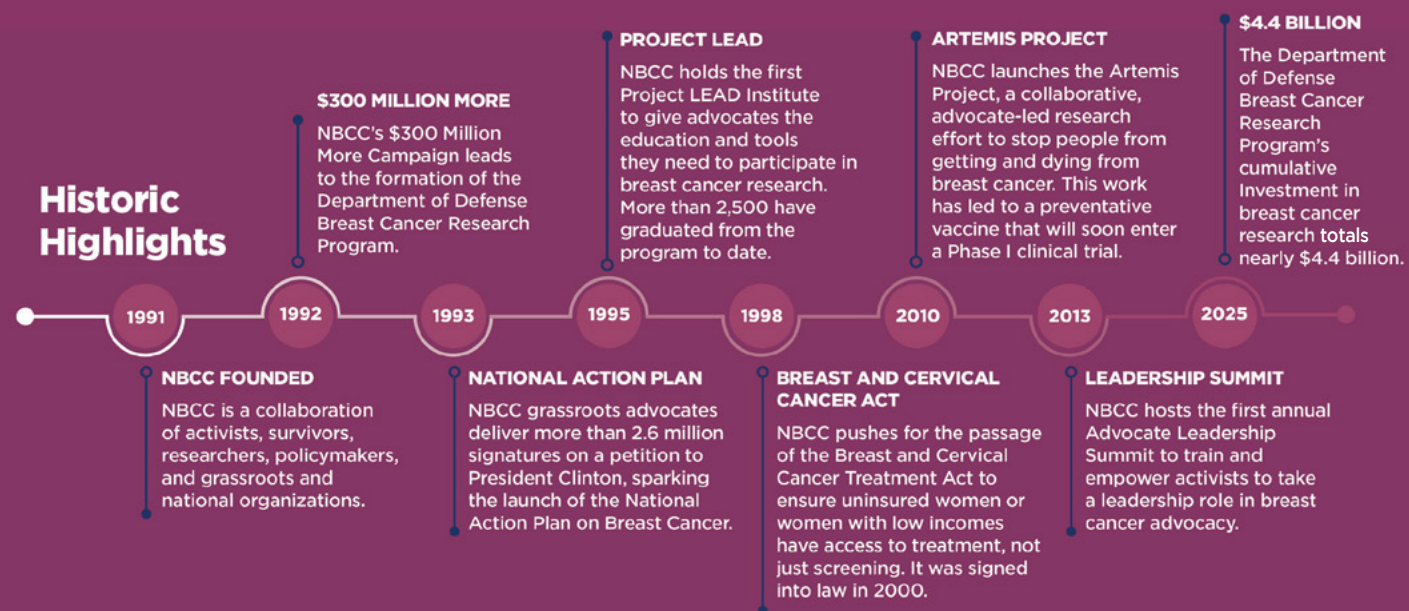 Historic
Highlights
1991
NBCC FOUNDED
NBCC is a collaboration
of activists, survivors,
researchers, policymakers,
and grassroots and
national organizations.
1992
$300 MILLION MORE
NBCC's $300 Million
More Campaign leads
to the formation of the
Department of Defense
Breast Cancer Research
Program.
1993
NATIONAL ACTION PLAN
NBCC grassroots advocates
deliver more than 2.6 million
signatures on a petition to
President Clinton, sparking
the launch of the National
Action Plan on Breast Cancer.
1995
PROJECT LEAD
NBCC holds the first
Project LEAD Institute
to give advocates the
education and tools
they need to participate in
breast cancer research.
More than 2,500 have
graduated from the
program to date.
1998
BREAST AND CERVICAL
CANCER ACT
NBCC pushes for the passage
of the Breast and Cervical
Cancer Treatment Act to
ensure uninsured women or
women with low incomes
have access to treatment, not
just screening. It was signed
into law in 2000.
2010
ARTEMIS PROJECT
NBCC launches the Artemis
Project, a collaborative,
advocate-led research
effort to stop people from
getting and dying from
breast cancer. This work
has led to a preventative
vaccine that will soon enter
a Phase I clinical trial.
2013
LEADERSHIP SUMMIT
NBCC hosts the first annual
Advocate Leadership
Summit to train and
empower activists to take
a leadership role in breast
cancer advocacy.
2025
$4.4 BILLION
The Department
of Defense
Breast Cancer
Research
Program's
cumulative
Investment in
breast cancer
research totals
nearly $4.4 billion.